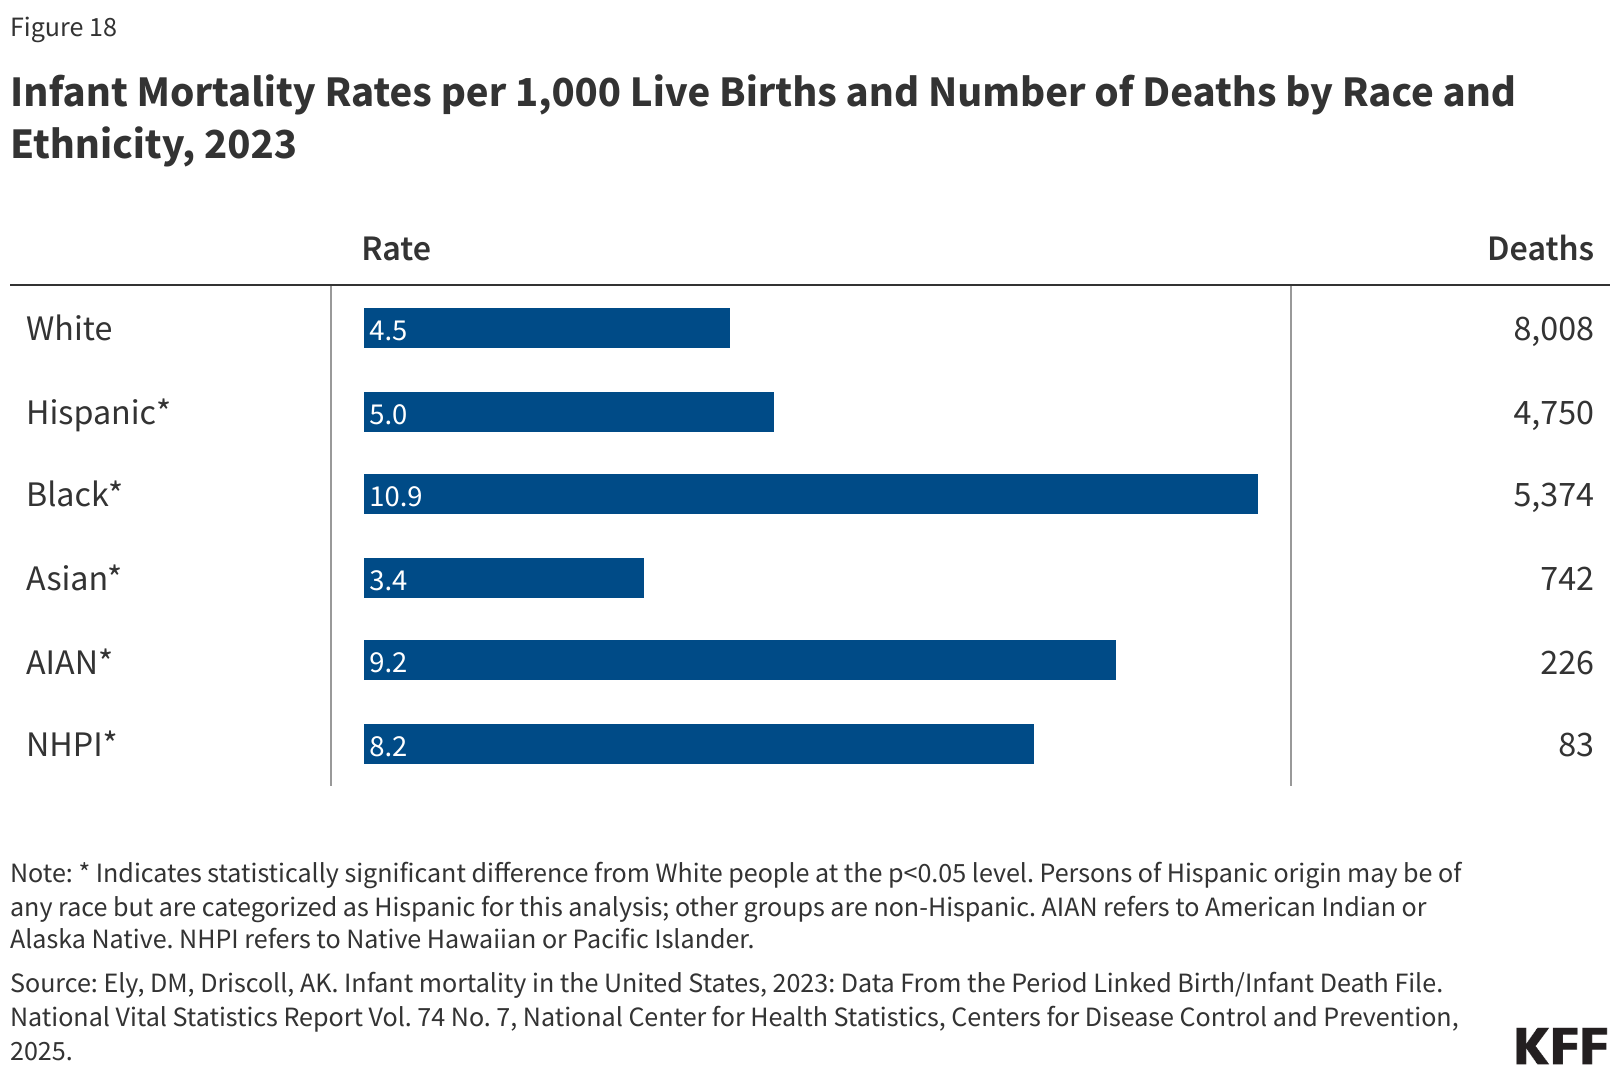 Figure 18
Infant Mortality Rates per 1,000 Live Births and Number of Deaths by Race and
Ethnicity, 2023
Rate Deaths
White 4.5 8,008
Hispanic* 5.0 4,750
Black* 10.9 5,374
Asian* 3.4 742
AIAN* 9.2 226
NHPI* 8.2 83
Note: * Indicates statistically significant difference from White people at the p<0.05 level. Persons of Hispanic origin may be of
any race but are categorized as Hispanic for this analysis; other groups are non-Hispanic. AIAN refers to American Indian or
Alaska Native. NHPI refers to Native Hawaiian or Pacific Islander.
Source: Ely, DM, Driscoll, AK. Infant mortality in the United States, 2023: Data From the Period Linked Birth/Infant Death File.
National Vital Statistics Report Vol. 74 No. 7, National Center for Health Statistics, Centers for Disease Control and Prevention,
2025.
KFF